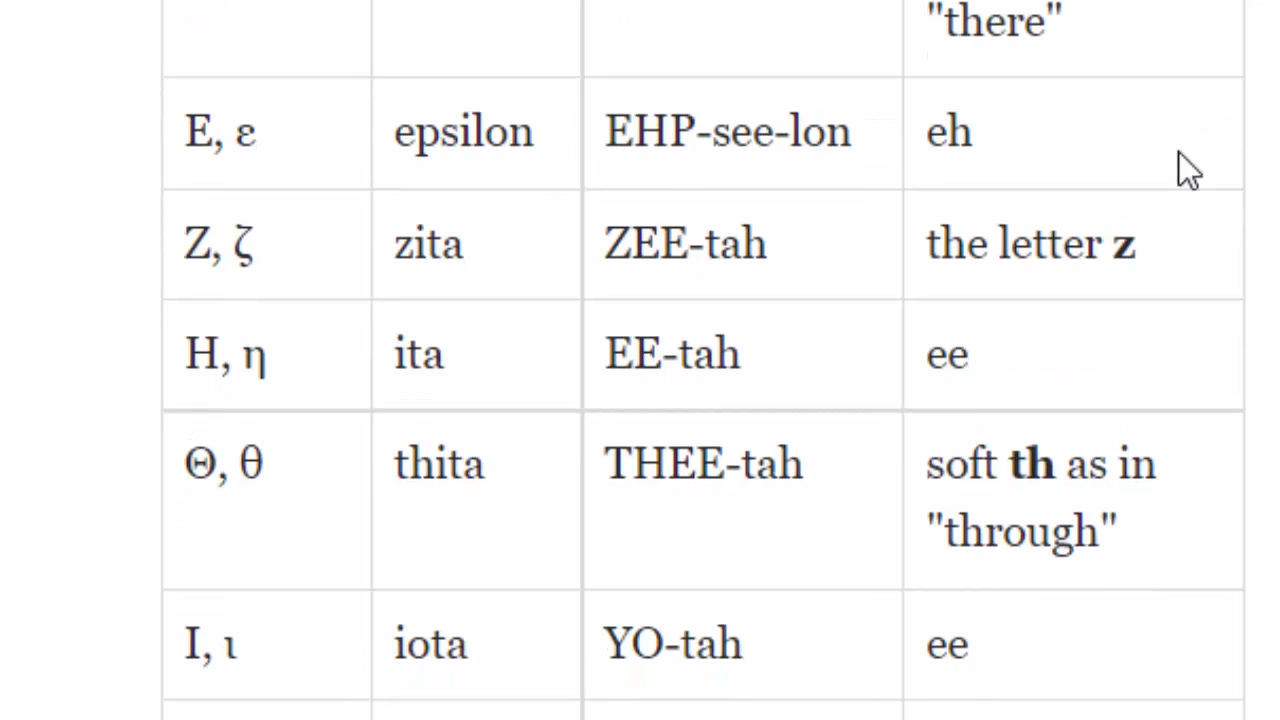 "there"
Ε, ε epsilon EHP-see-lon eh
Ζ, ζ zita ZEE-tah the letter z
Η, η ita EE-tah ee
Θ, θ thita THEE-tah soft th as in
"through"
Ι, ι iota YO-tah ee